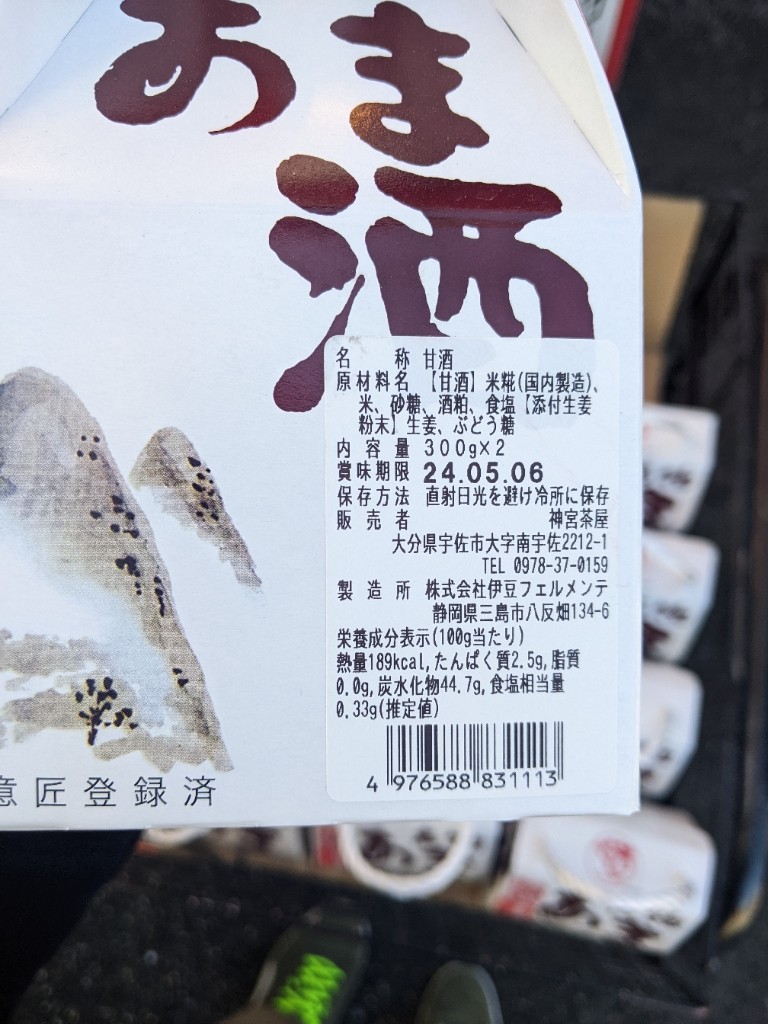 あま
酒
名称 甘酒
原材料名 【甘酒】米糀(国内製造)、
米、砂糖、酒粕、食塩【添付生姜
粉末】生姜、ぶどう糖
内容量 300g×2
賞味期限 24.05.06
保存方法 直射日光を避け冷所に保存
販売者 神宮茶屋
大分県宇佐市大字南宇佐2212-1
TEL 0978-37-0159
製造所 株式会社伊豆フェルメンテ
静岡県三島市八反畑134-6
栄養成分表示(100g当たり)
熱量189kcal,たんぱく質2.5g,脂質
0.0g,炭水化物44.7g,食塩相当量
0.33g(推定値)
4 976588 831113
意匠登録済